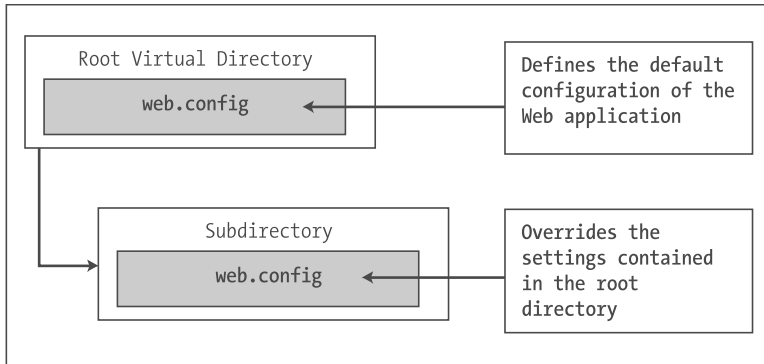 Root Virtual Directory
web.config
Defines the default
configuration of the
Web application
Subdirectory
web.config
Overrides the
settings contained
in the root
directory